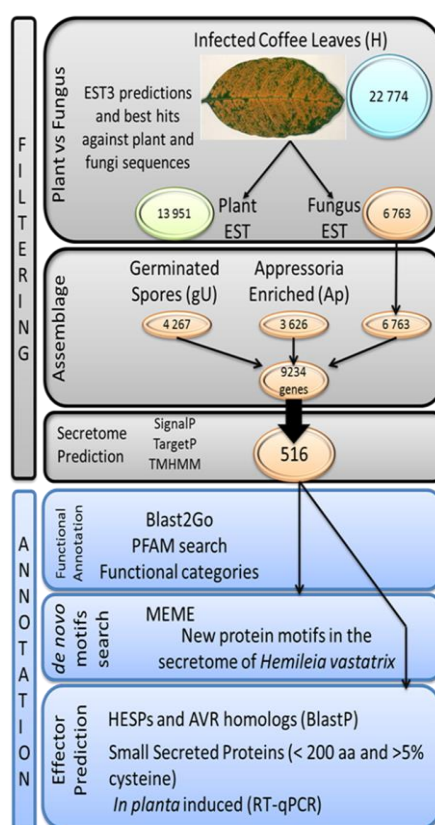 FILTERING
Plant vs Fungus
Infected Coffee Leaves (H)
EST3 predictions
and best hits
against plant and
fungi sequences
22 774
13 951
Plant
EST
Fungus
EST
6 763
Assemblage
Germinated
Spores (gU)
Appressoria
Enriched (Ap)
4 267
3 626
6 763
9234
genes
Secretome
Prediction
SignalP
TargetP
TMHMM
516
ANNOTATION
Functional
Annotation
Blast2Go
PFAM search
Functional categories
de novo
motifs
search
MEME
New protein motifs in the
secretome of Hemileia vastatrix
Effector
Prediction
HESPs and AVR homologs (BlastP)
Small Secreted Proteins (< 200 aa and >5%
cysteine)
In planta induced (RT-qPCR)